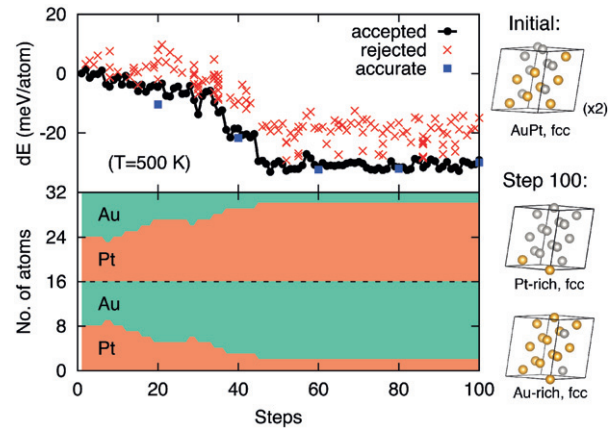 accepted
rejected
accurate
0
-20
dE (meV/atom)
(T=500 K)
32
24
16
8
0
No. of atoms
Au
Pt
Au
Pt
0 20 40 60 80 100
Steps
Initial:
(x2)
AuPt, fcc
Step 100:
Pt-rich, fcc
Au-rich, fcc